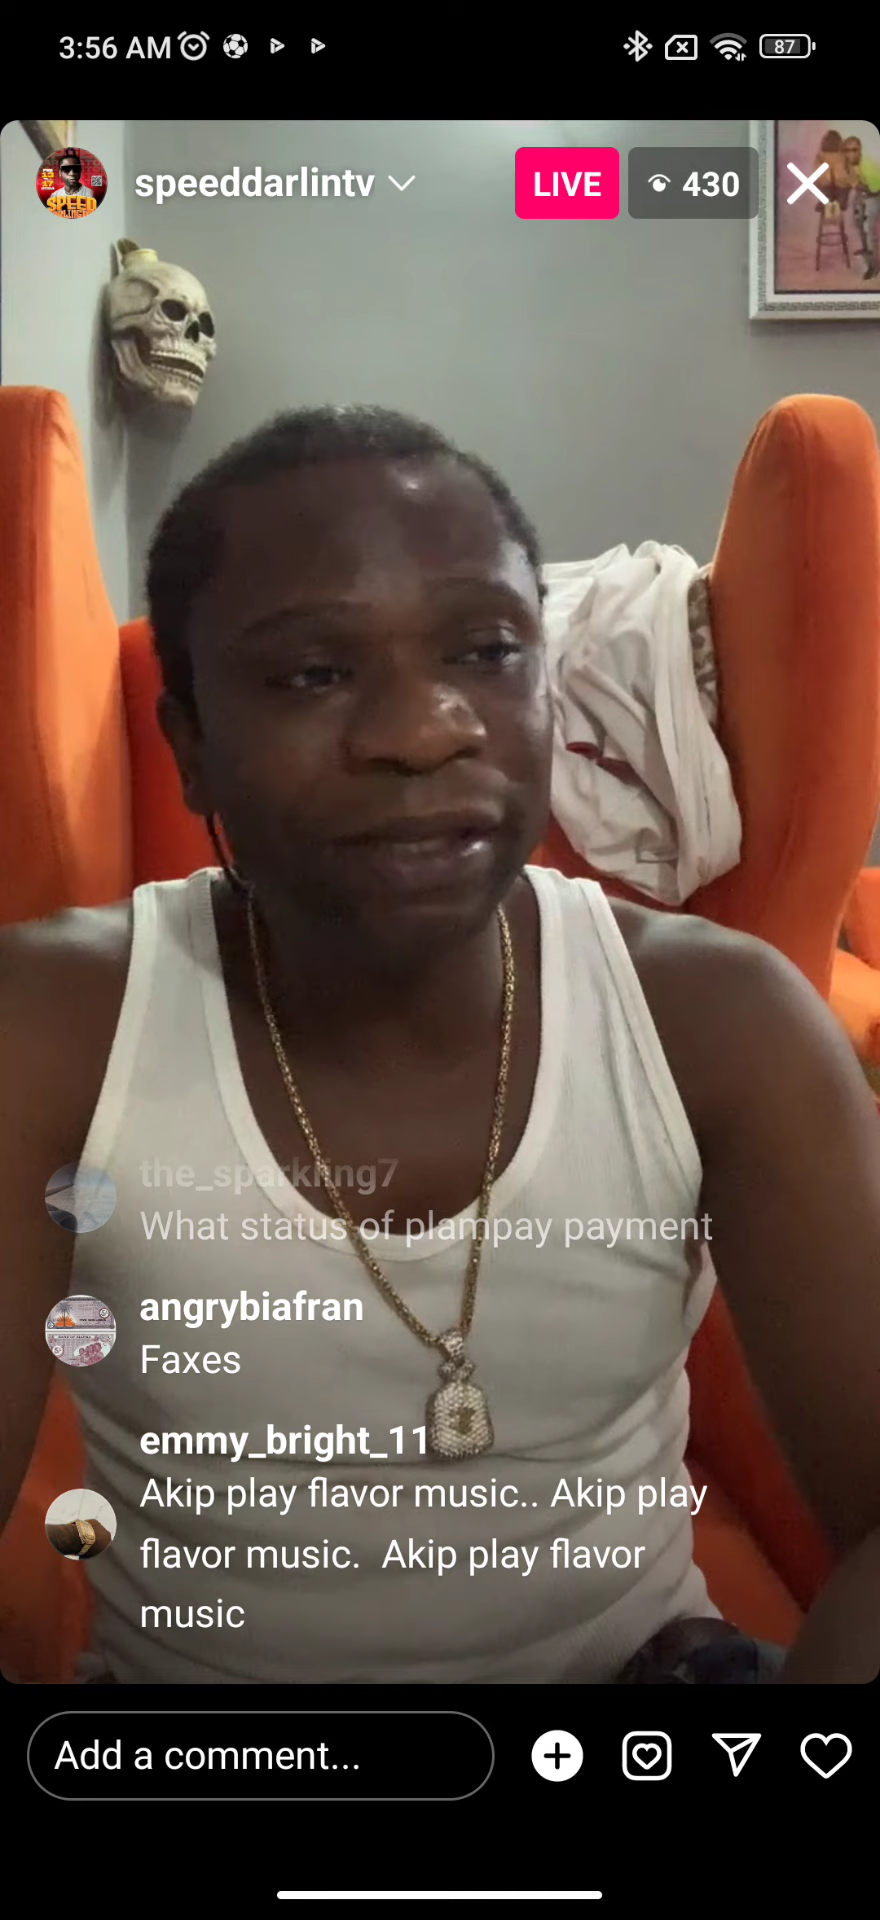 3:56 AM
87
speeddarlintv
LIVE
430
SPEED
the_sparkling7
What status of plampay payment
angrybiafran
Faxes
emmy_bright_11
Akip play flavor music.. Akip play
flavor music.  Akip play flavor
music
Add a comment...